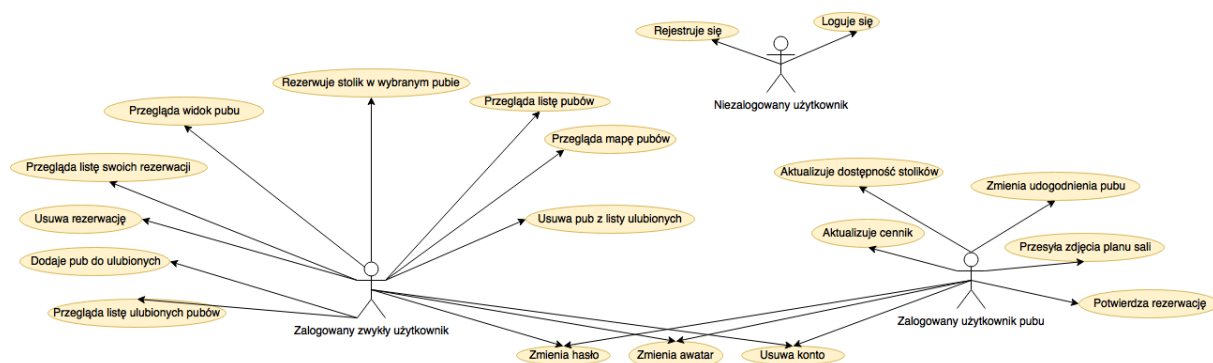 Rejestruje się
Loguje się
Niezalogowany użytkownik
Rezerwuje stolik w wybranym pubie
Przegląda listę pubów
Przegląda widok pubu
Przegląda mapę pubów
Przegląda listę swoich rezerwacji
Usuwa rezerwację
Usuwa pub z listy ulubionych
Dodaje pub do ulubionych
Przegląda listę ulubionych pubów
Zalogowany zwykły użytkownik
Aktualizuje dostępność stolików
Zmienia udogodnienia pubu
Aktualizuje cennik
Przesyła zdjęcia planu sali
Potwierdza rezerwację
Zalogowany użytkownik pubu
Zmienia hasło
Zmienia awatar
Usuwa konto